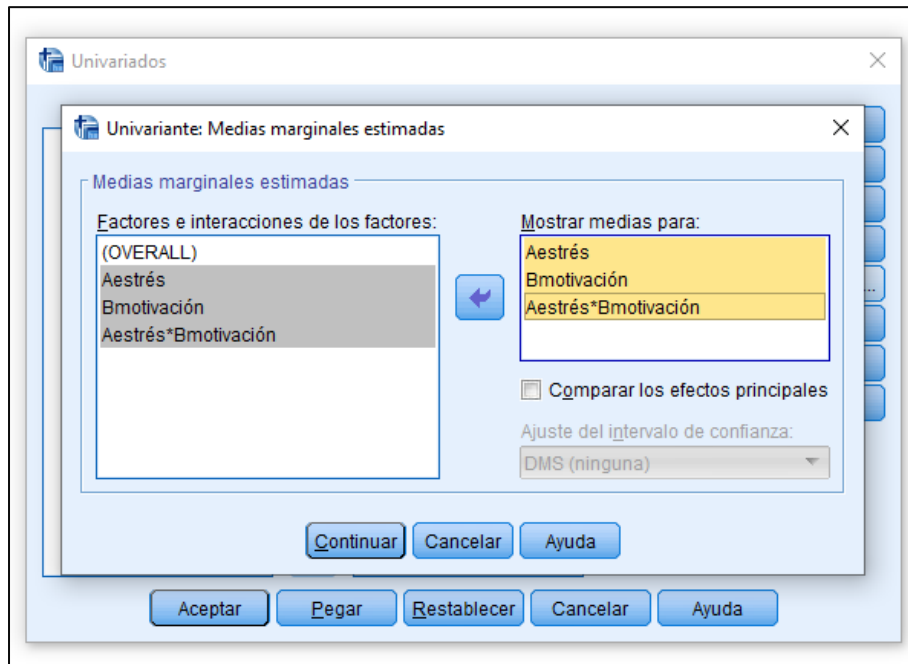 Univariados
Univariante: Medias marginales estimadas
Medias marginales estimadas
Factores e interacciones de los factores:
(OVERALL)
Aestrés
Bmotivación
Aestrés*Bmotivación
Mostrar medias para:
Aestrés
Bmotivación
Aestrés*Bmotivación
...
Comparar los efectos principales
Ajuste del intervalo de confianza:
DMS (ninguna)
Continuar Cancelar Ayuda
Aceptar Pegar Restablecer Cancelar Ayuda